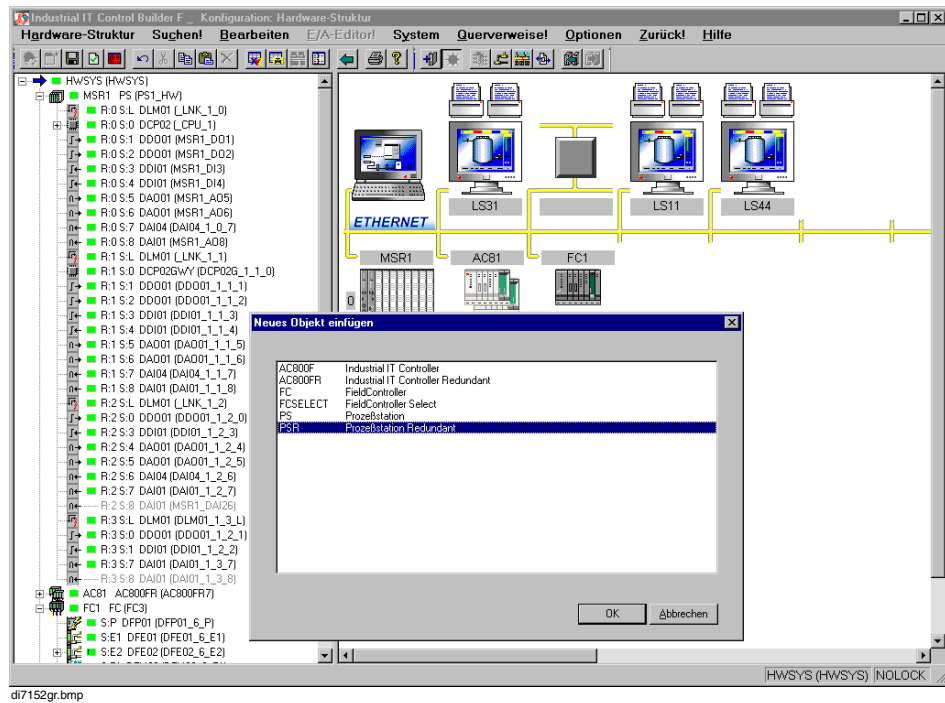 Industrial IT Control Builder F _ Konfiguration: Hardware-Struktur
Hardware-Struktur Suchen! Bearbeiten E/A-Editor! System Querverweise! Optionen Zurück! Hilfe
HWSYS (HWSYS)
MSR1 PS (PS1_HW)
R:0 S:L DLM01 (_LNK_1_0)
R:0 S:0 DCP02 (_CPU_1)
R:0 S:1 DDO01 (MSR1_DO1)
R:0 S:2 DDO01 (MSR1_DO2)
R:0 S:3 DDI01 (MSR1_DI3)
R:0 S:4 DDI01 (MSR1_DI4)
R:0 S:5 DAO01 (MSR1_AO5)
R:0 S:6 DAO01 (MSR1_AO6)
R:0 S:7 DAI04 (DAI04_1_0_7)
R:0 S:8 DAI01 (MSR1_AO8)
R:1 S:L DLM01 (_LNK_1_1)
R:1 S:0 DCP02GWY (DCP02G_1_1_0)
R:1 S:1 DDO01 (DDO01_1_1_1)
R:1 S:2 DDO01 (DDO01_1_1_2)
R:1 S:3 DDI01 (DDI01_1_1_3)
R:1 S:4 DDI01 (DDI01_1_1_4)
R:1 S:5 DAO01 (DAO01_1_1_5)
R:1 S:6 DAO01 (DAO01_1_1_6)
R:1 S:7 DAI04 (DAI04_1_1_7)
R:1 S:8 DAI01 (DAI01_1_1_8)
R:2 S:L DLM01 (_LNK_1_2)
R:2 S:0 DDO01 (DDO01_1_2_0)
R:2 S:3 DDI01 (DDI01_1_2_3)
R:2 S:4 DAO01 (DAO01_1_2_4)
R:2 S:5 DAO01 (DAO01_1_2_5)
R:2 S:6 DAI04 (DAI04_1_2_6)
R:2 S:7 DAI01 (DAI01_1_2_7)
R:2 S:8 DAI01 (MSR1_DAI26)
R:3 S:L DLM01 (DLM01_1_3_L)
R:3 S:0 DDO01 (DDO01_1_2_1)
R:3 S:1 DDI01 (DDI01_1_2_2)
R:3 S:7 DAI01 (DAI01_1_3_7)
R:3 S:8 DAI01 (DAI01_1_3_8)
AC81 AC800FR (AC800FR7)
FC1 FC (FC3)
S:P DFP01 (DFP01_6_P)
S:E1 DFE01 (DFE01_6_E1)
S:E2 DFE02 (DFE02_6_E2)
LS31 LS11 LS44
ETHERNET
MSR1 AC81 FC1
0
Neues Objekt einfügen
AC800F Industrial IT Controller
AC800FR Industrial IT Controller Redundant
FC FieldController
FCSELECT FieldController Select
PS Prozeßstation
PSR Prozeßstation Redundant
OK Abbrechen
HWSYS (HWSYS) NOLOCK
di7152gr.bmp